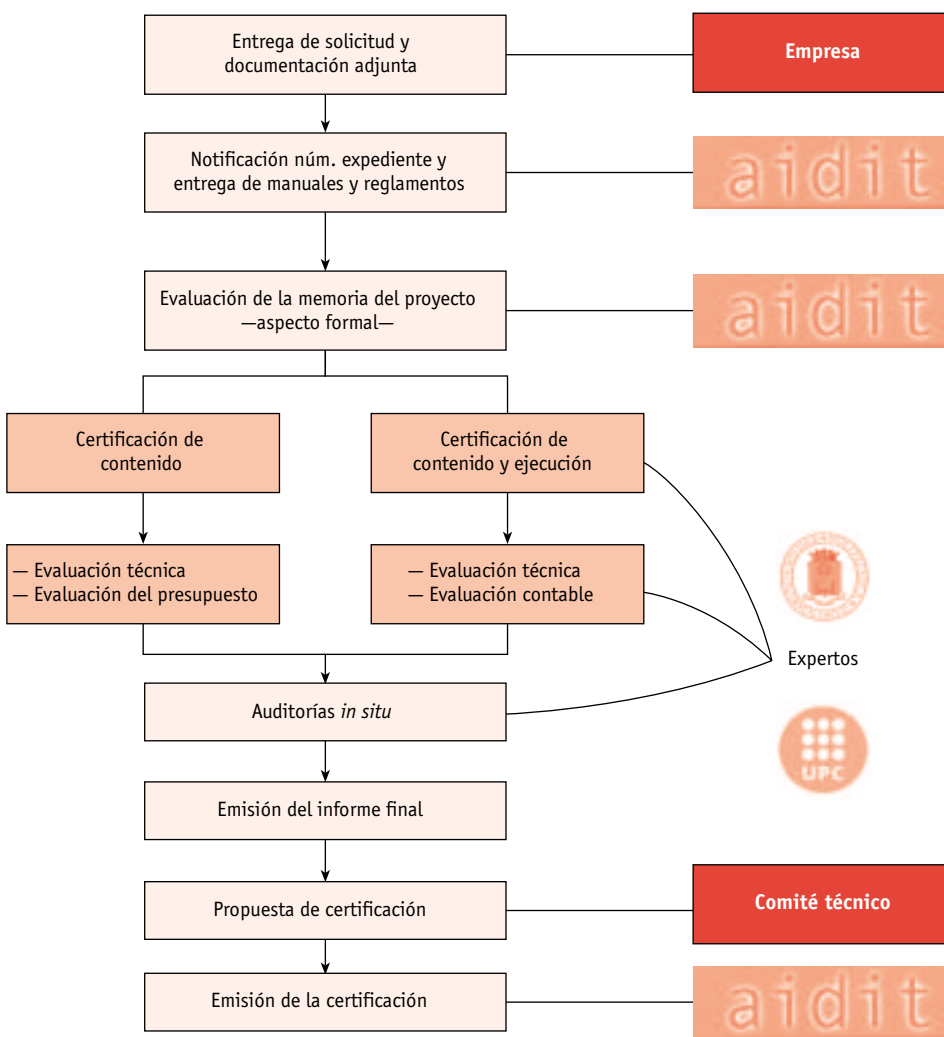 Entrega de solicitud y
documentación adjunta
Empresa
Notificación núm. expediente y
entrega de manuales y reglamentos
aidit
Evaluación de la memoria del proyecto
—aspecto formal—
aidit
Certificación de
contenido
Certificación de
contenido y ejecución
— Evaluación técnica
— Evaluación del presupuesto
— Evaluación técnica
— Evaluación contable
Expertos
Auditorías in situ
UPC
Emisión del informe final
Propuesta de certificación
Comité técnico
Emisión de la certificación
aidit